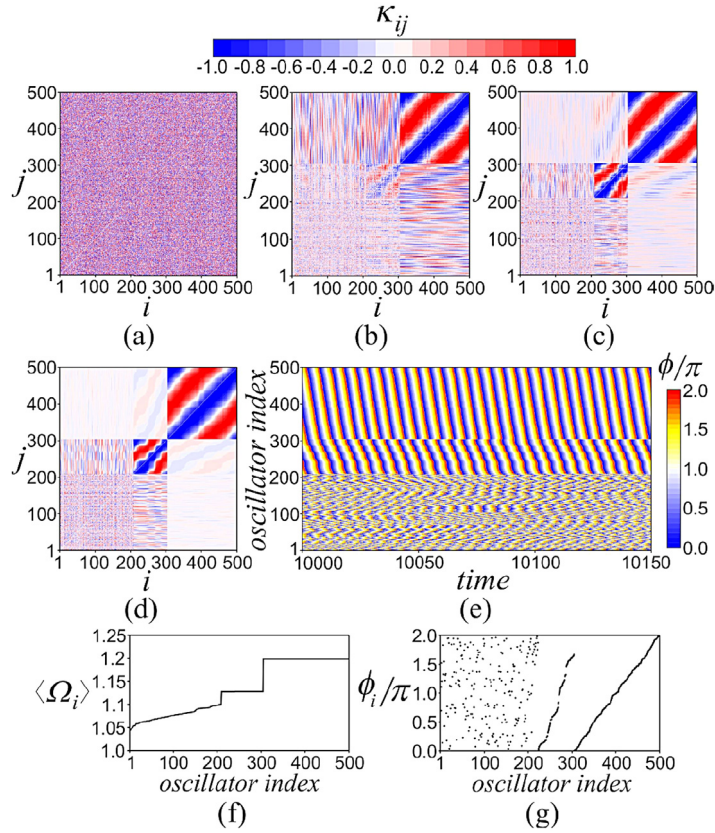 κij
-1.0 -0.8 -0.6 -0.4 -0.2 0.0 0.2 0.4 0.6 0.8 1.0
500 400 300 200 100 1
j
1 100 200 300 400 500
i
(a)
500 400 300 200 100 1
j
1 100 200 300 400 500
i
(b)
500 400 300 200 100 1
j
1 100 200 300 400 500
i
(c)
500 400 300 200 100 1
j
1 100 200 300 400 500
i
(d)
oscillator index
500 400 300 200 100 1
10000 10050 10100 10150
time
ϕ/π
2.0 1.5 1.0 0.5 0.0
(e)
⟨Ωi⟩
1.25 1.20 1.15 1.10 1.05 1.0
1 100 200 300 400 500
oscillator index
(f)
ϕi/π
2.0 1.5 1.0 0.5 0.0
1 100 200 300 400 500
oscillator index
(g)